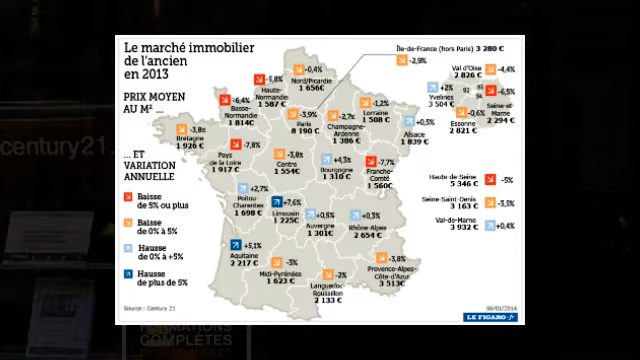 Le marché immobilier
de l'ancien
en 2013
PRIX MOYEN
AU M² ...
... ET
VARIATION
ANNUELLE
Baisse
de 5% ou plus
Baisse
de 0% à 5%
Hausse
de 0% à +5%
Hausse
de plus de 5%
Source : Century 21
Île-de-France (hors Paris) 3 280 €
-2,9%
-0,4%
Nord/Picardie
1 656€
-5,8%
Haute-
Normandie
1 587 €
-6,4%
Basse-
Normandie
1 814€
-3,9%
Paris
8 190 €
-2,7%
Champagne-
Ardenne
1 386 €
-1,2%
Lorraine
1 508 €
+0,5%
Alsace
1 839 €
-3,8%
Bretagne
1 926 €
-7,8%
Pays
de la Loire
1 917 €
-3,8%
Centre
1 554€
+4,3%
Bourgogne
1 310 €
-7,7%
Franche-
Comté
1 560€
+2,7%
Poitou-
Charentes
1 698 €
+7,6%
Limousin
1 225€
+0,5%
Auvergne
1 301€
+0,3%
Rhône-Alpes
2 654 €
+5,1%
Aquitaine
2 217 €
-3%
Midi-Pyrénées
1 623 €
-2%
Languedoc-
Roussillon
2 133 €
-3,8%
Provence-Alpes-
Côte-d'Azur
3 513€
Val d'Oise
2 826 €
-4,4%
+2%
Yvelines
3 504 €
92
-6,5%
Seine-et-
Marne
2 294 €
-0,6%
Essonne
2 821 €
Hauts-de-Seine
5 346 €
-5%
Seine Saint-Denis
3 163 €
-3,5%
Val-de-Marne
3 932 €
+0,4%
06/01/2014
LE FIGARO.fr
century21.
FORMATIONS
COMPLÈTES